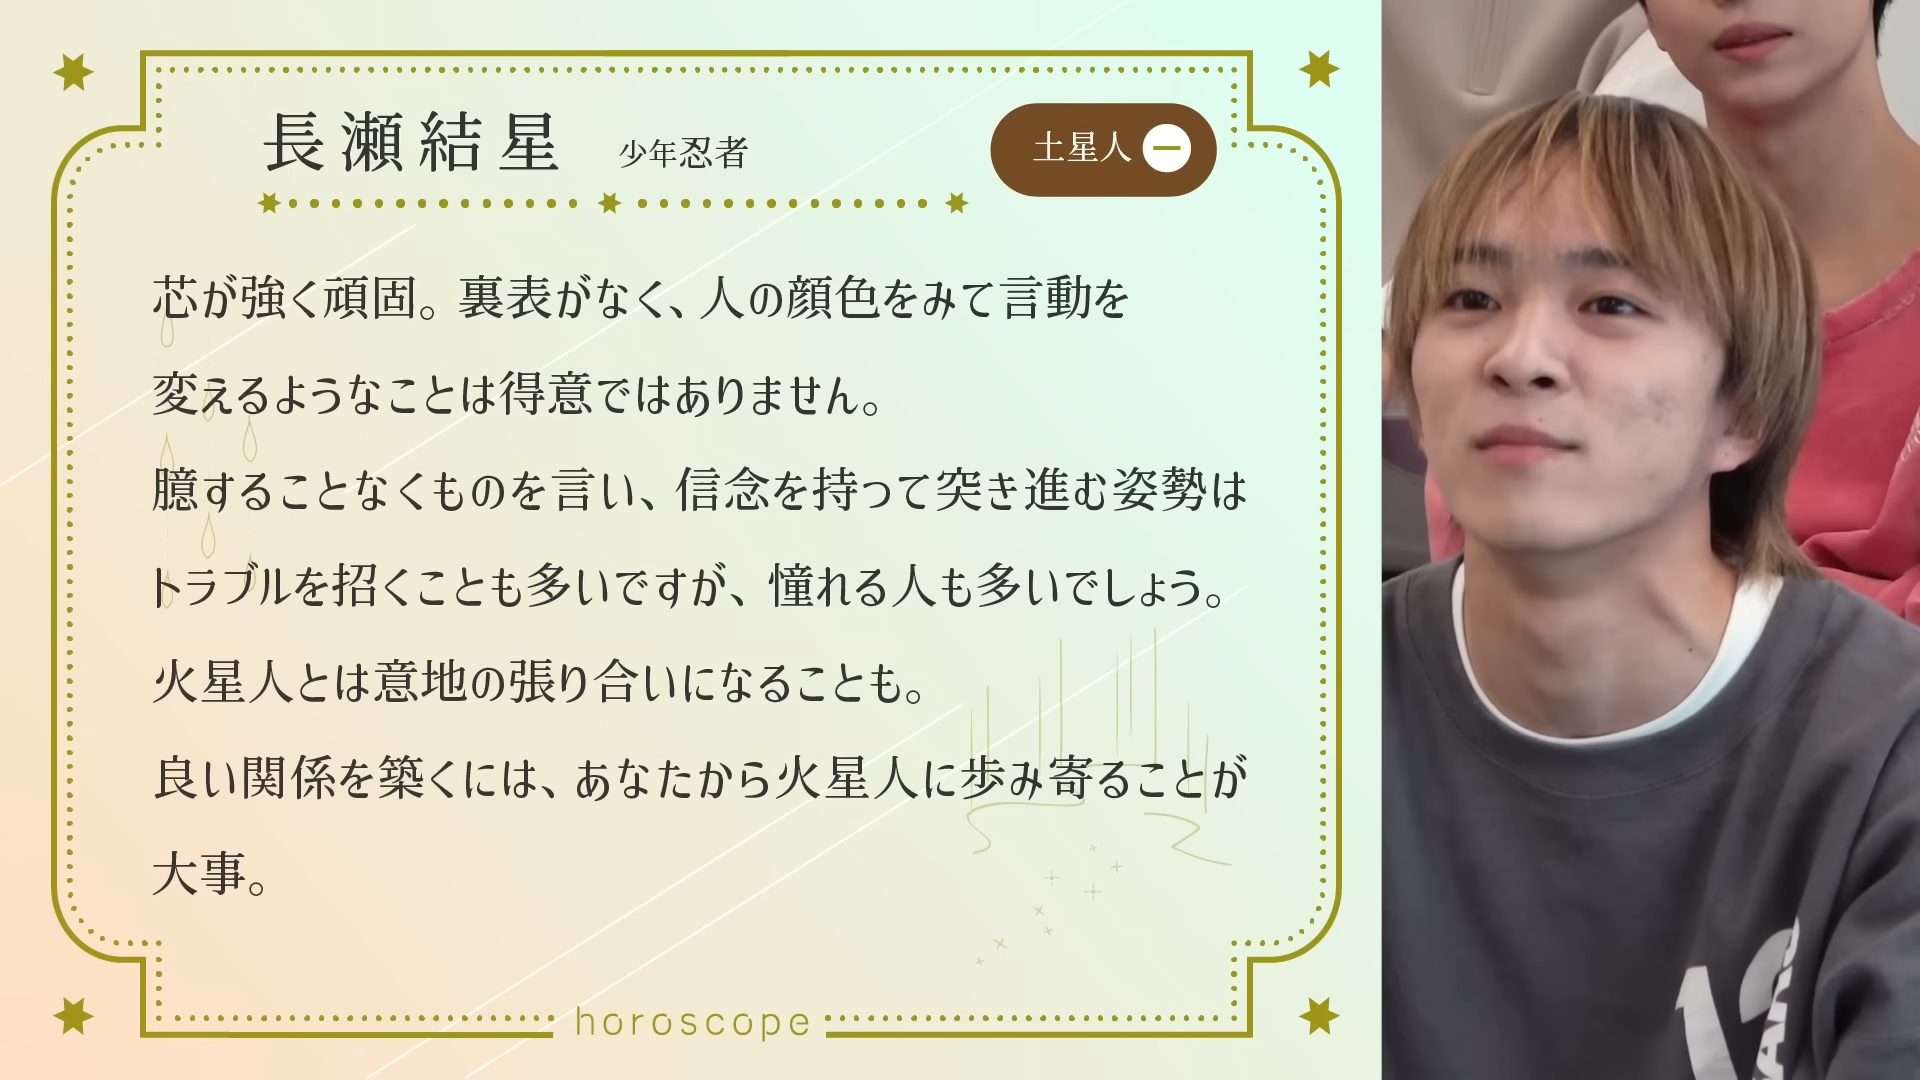 長瀬結星 少年忍者 土星人−
芯が強く頑固。裏表がなく、人の顔色をみて言動を
変えるようなことは得意ではありません。
臆することなくものを言い、信念を持って突き進む姿勢は
トラブルを招くことも多いですが、憧れる人も多いでしょう。
火星人とは意地の張り合いになることも。
良い関係を築くには、あなたから火星人に歩み寄ることが
大事。
horoscope
12